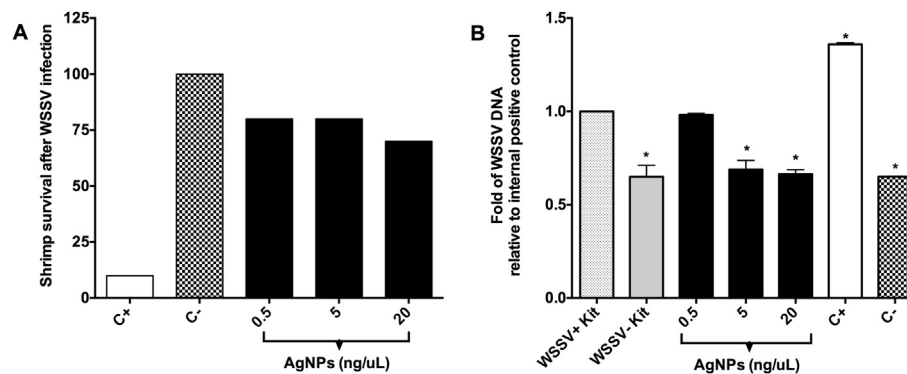 A
Shrimp survival after WSSV infection
125
100
75
50
25
0
C+
C-
0.5
5
20
AgNPs (ng/uL)
B
Fold of WSSV DNA
relative to internal positive control
1.5
1.0
0.5
0.0
*
*
*
*
*
WSSV+ Kit
WSSV- Kit
0.5
5
20
C+
C-
AgNPs (ng/uL)